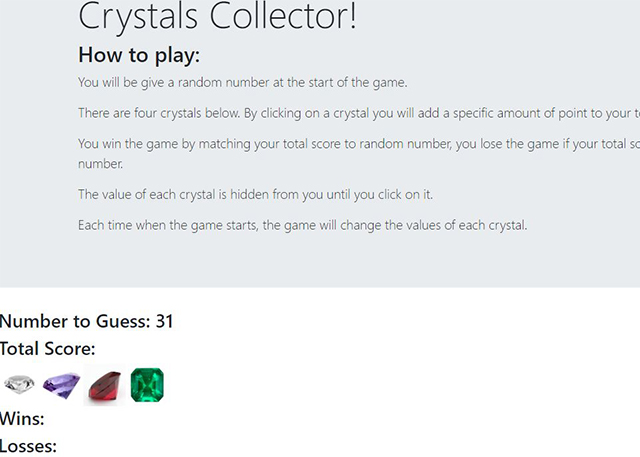 Crystals Collector!
How to play:
You will be give a random number at the start of the game.
There are four crystals below. By clicking on a crystal you will add a specific amount of point to your
You win the game by matching your total score to random number, you lose the game if your total
number.
The value of each crystal is hidden from you until you click on it.
Each time when the game starts, the game will change the values of each crystal.
Number to Guess: 31
Total Score:
Wins:
Losses: